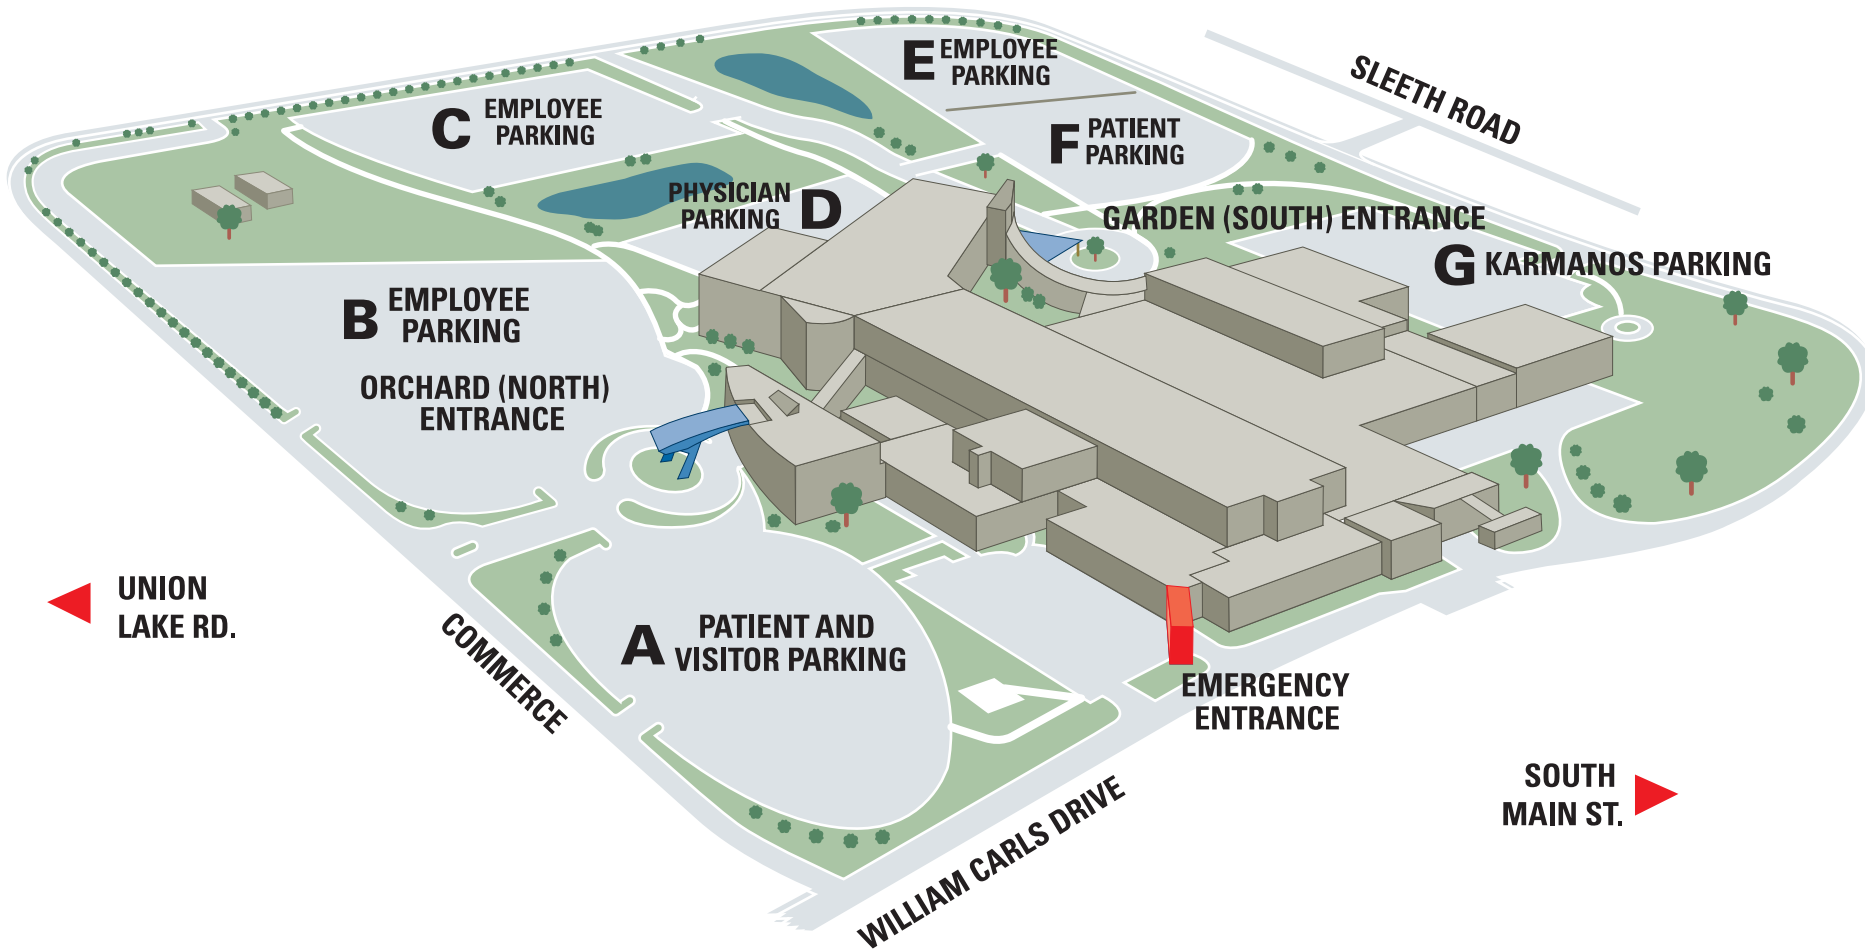 E EMPLOYEE
PARKING
SLEETH ROAD
C EMPLOYEE
PARKING
F PATIENT
PARKING
PHYSICIAN
PARKING D
GARDEN (SOUTH) ENTRANCE
G KARMANOS PARKING
B EMPLOYEE
PARKING
ORCHARD (NORTH)
ENTRANCE
UNION
LAKE RD.
COMMERCE
A PATIENT AND
VISITOR PARKING
EMERGENCY
ENTRANCE
SOUTH
MAIN ST.
WILLIAM CARLS DRIVE